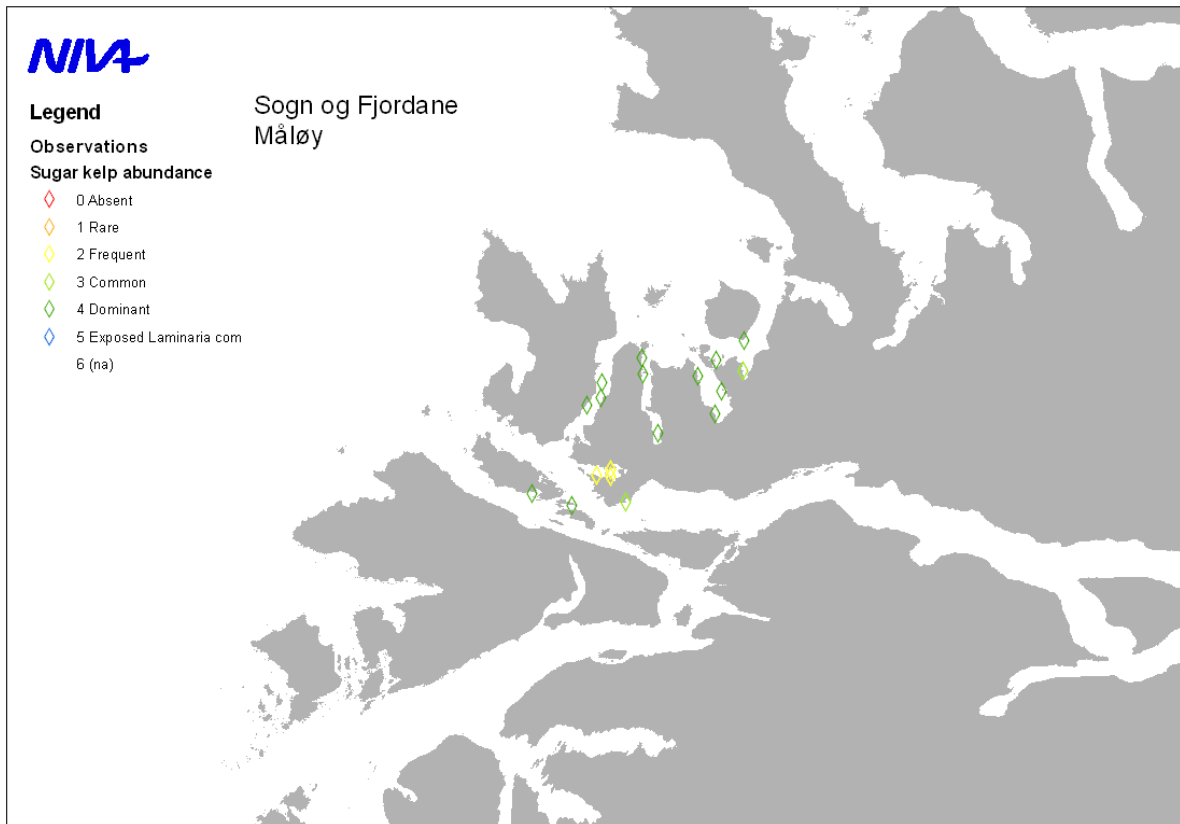 NIVA
Legend
Observations
Sugar kelp abundance
0 Absent
1 Rare
2 Frequent
3 Common
4 Dominant
5 Exposed Laminaria com
6 (na)
Sogn og Fjordane
Måløy